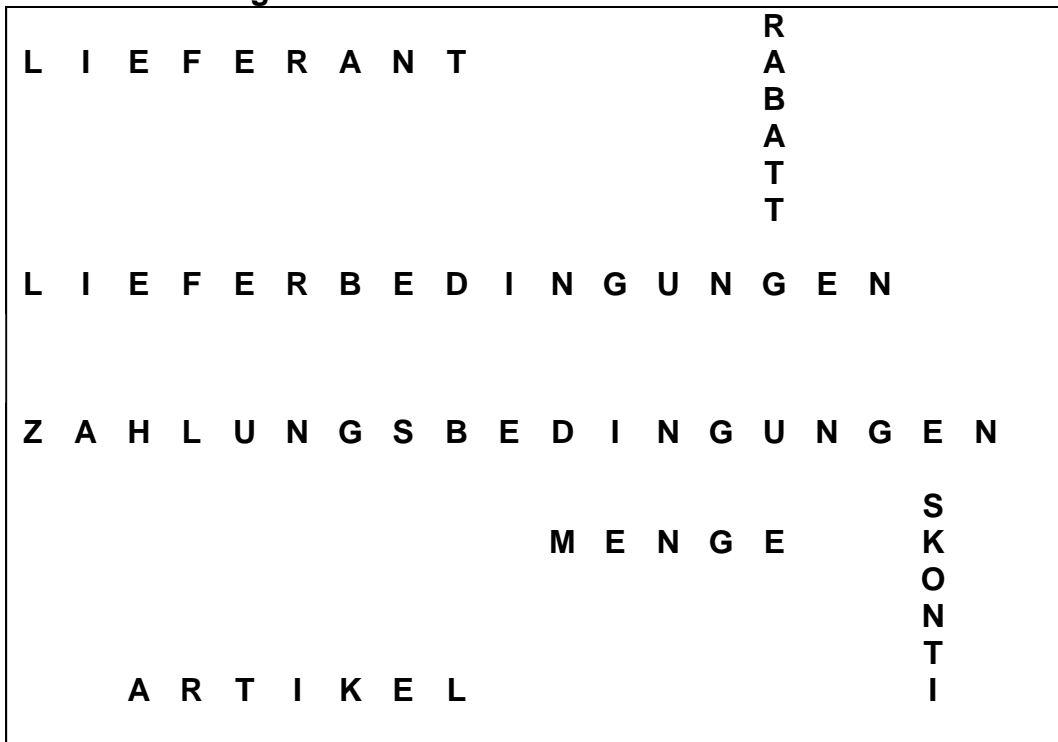 LIEFERANT
RABATT
LIEFERBEDINGUNGEN
ZAHLUNGSBEDINGUNGEN
MENGE
SKONTI
ARTIKEL